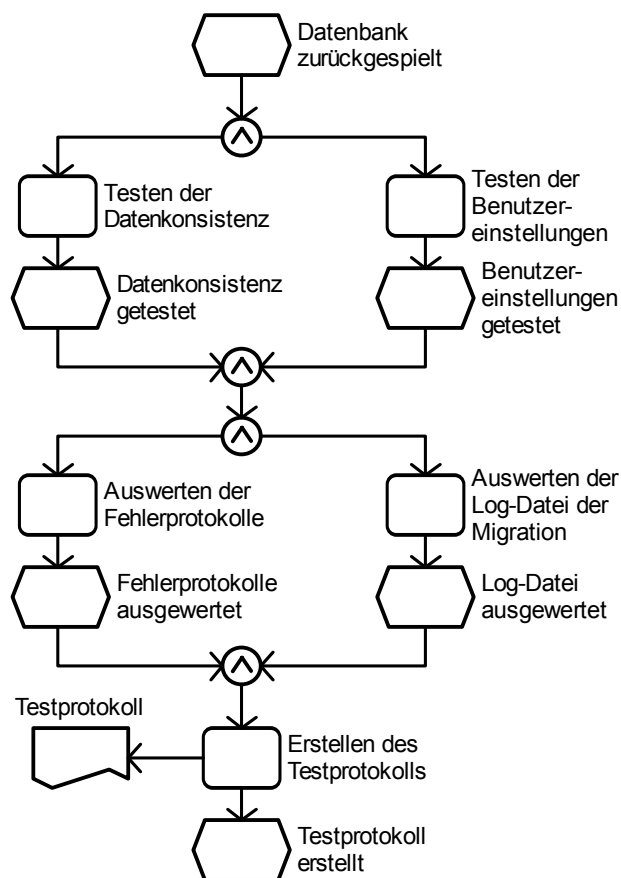 Datenbank
zurückgespielt
Testen der
Datenkonsistenz
Testen der
Benutzer-
einstellungen
Datenkonsistenz
getestet
Benutzer-
einstellungen
getestet
Auswerten der
Fehlerprotokolle
Auswerten der
Log-Datei der
Migration
Fehlerprotokolle
ausgewertet
Log-Datei
ausgewertet
Testprotokoll
Erstellen des
Testprotokolls
Testprotokoll
erstellt